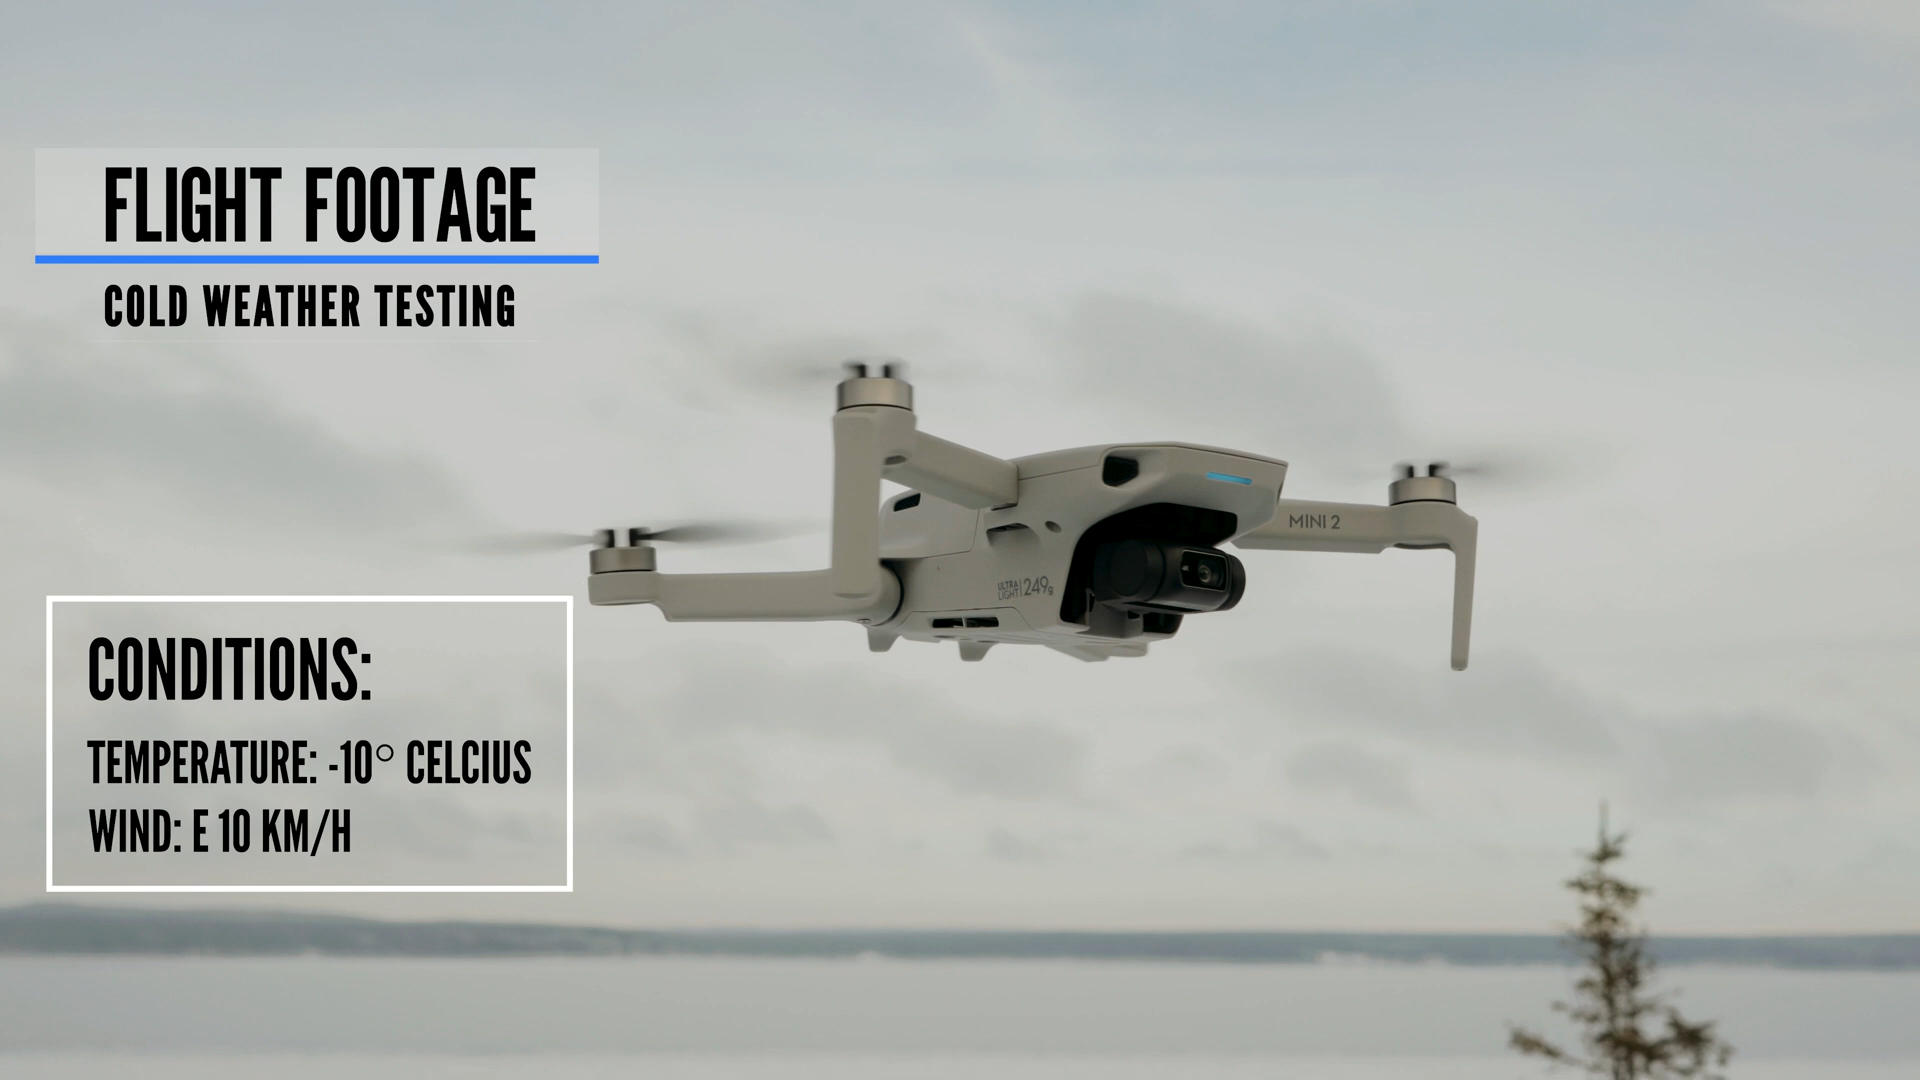 FLIGHT FOOTAGE
COLD WEATHER TESTING
MINI 2
ULTRA LIGHT 249g
CONDITIONS:
TEMPERATURE: -10° CELCIUS
WIND: E 10 KM/H